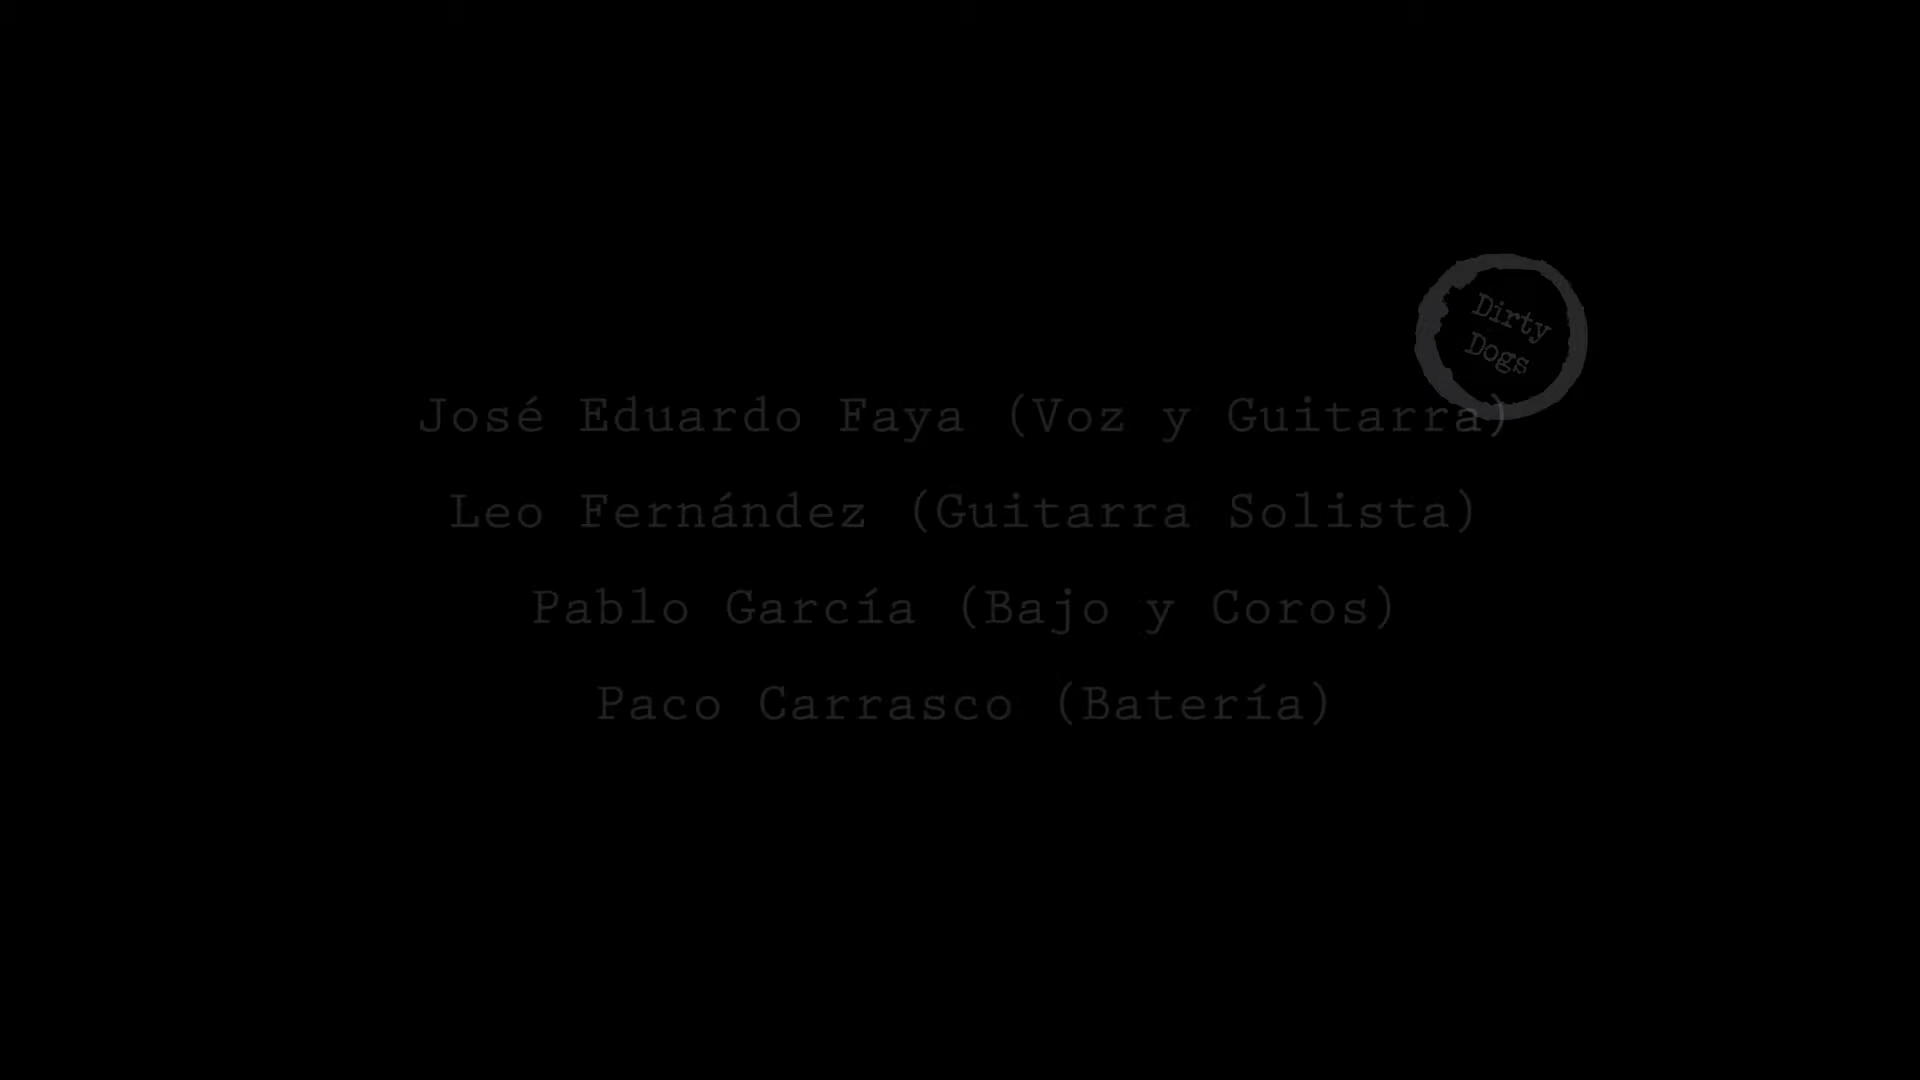 Dirty
Dogs
José Eduardo Faya (Voz y Guitarra)
Leo Fernández (Guitarra Solista)
Pablo García (Bajo y Coros)
Paco Carrasco (Batería)